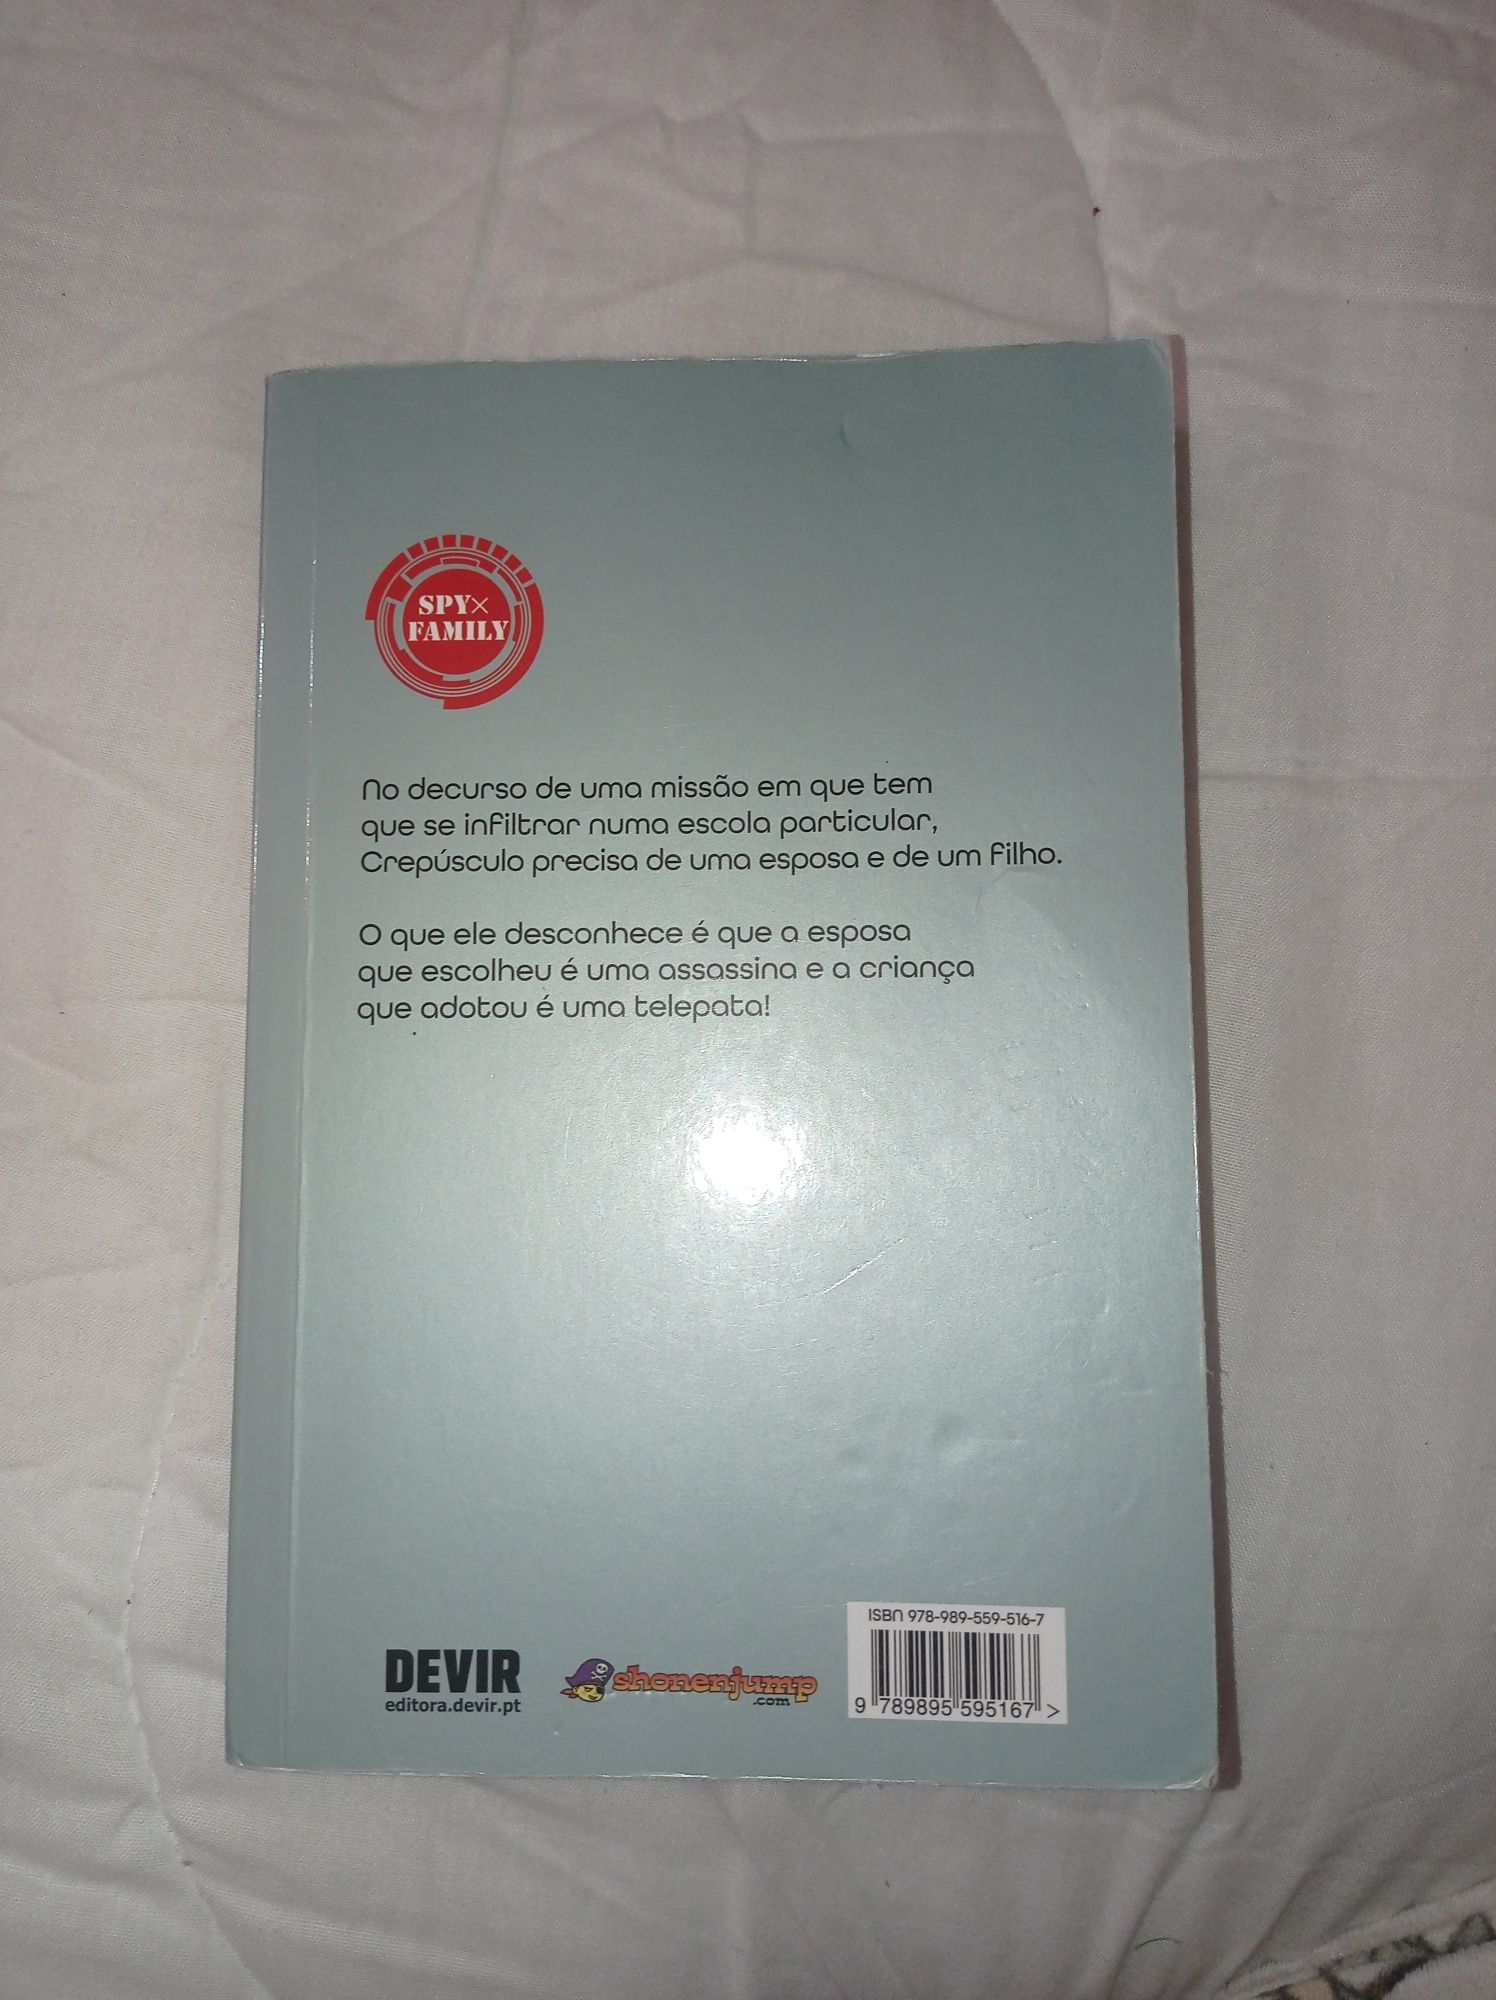 SPY×
FAMILY
No decurso de uma missão em que tem
que se infiltrar numa escola particular,
Crepúsculo precisa de uma esposa e de um filho.
O que ele desconhece é que a esposa
que escolheu é uma assassina e a criança
que adotou é uma telepata!
DEVIR
editora.devir.pt
shonenjump
.com
ISBN 978-989-559-516-7
9 789895 595167 >